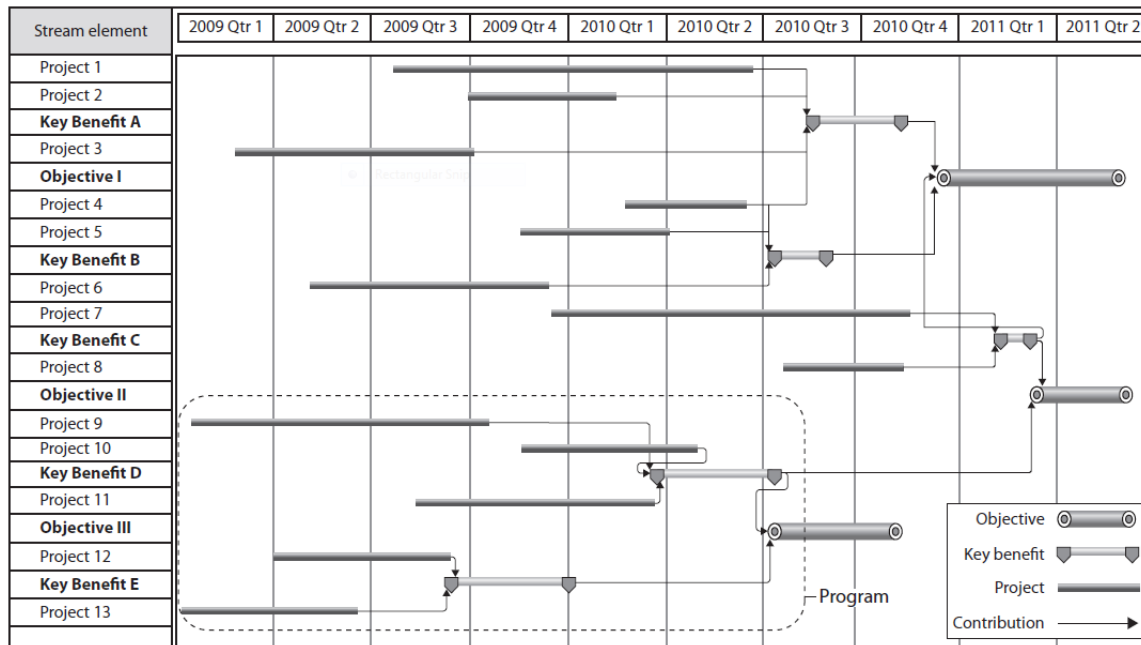 Stream element 2009 Qtr 1 2009 Qtr 2 2009 Qtr 3 2009 Qtr 4 2010 Qtr 1 2010 Qtr 2 2010 Qtr 3 2010 Qtr 4 2011 Qtr 1 2011 Qtr 2
Project 1
Project 2
Key Benefit A
Project 3
Rectangular Snip
Objective I
Project 4
Project 5
Key Benefit B
Project 6
Project 7
Key Benefit C
Project 8
Objective II
Project 9
Project 10
Key Benefit D
Project 11
Objective III
Project 12
Key Benefit E
Project 13
Program
Objective
Key benefit
Project
Contribution